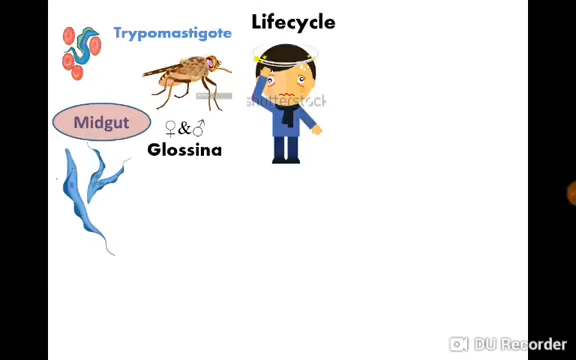 Lifecycle
Trypomastigote
shutterstock
Midgut
♀&♂
Glossina
DU Recorder